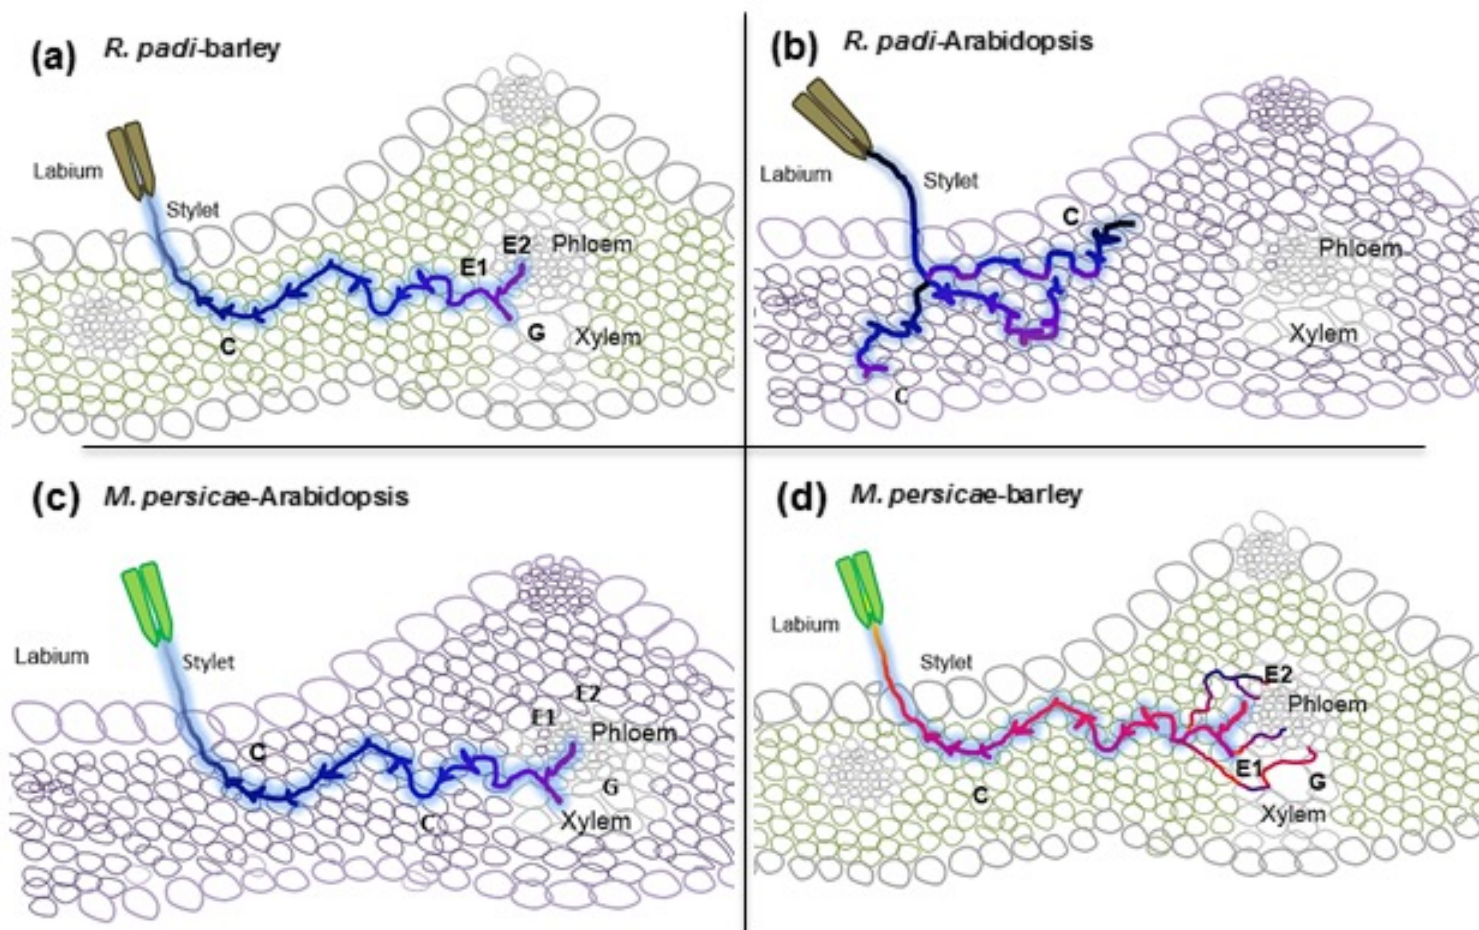 (a) R. padi-barley
Labium
Stylet
E2
Phloem
E1
G
Xylem
C
(b) R. padi-Arabidopsis
Labium
Stylet
C
Phloem
Xylem
C
(c) M. persicae-Arabidopsis
Labium
Stylet
E2
E1
Phloem
C
G
Xylem
C
(d) M. persicae-barley
Labium
Stylet
E2
Phloem
E1
G
C
Xylem